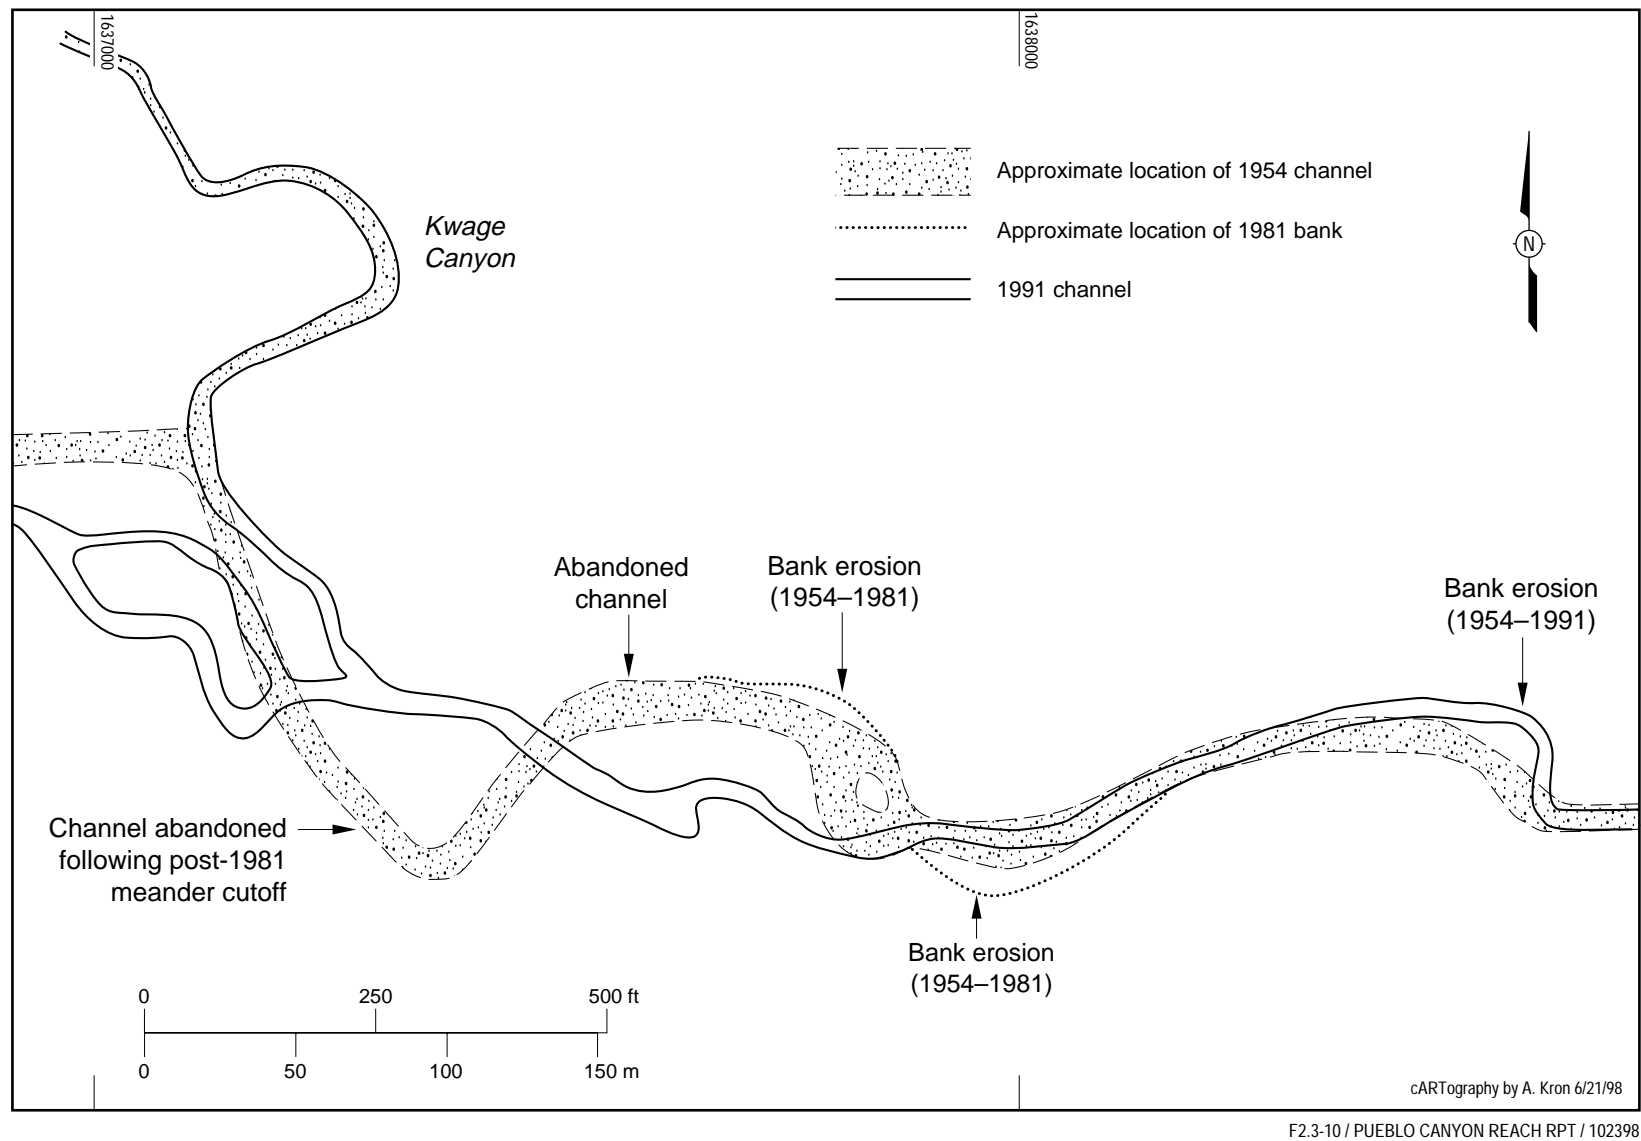 1637000
1638000
Kwage
Canyon
Approximate location of 1954 channel
Approximate location of 1981 bank
1991 channel
N
Abandoned
channel
Bank erosion
(1954–1981)
Bank erosion
(1954–1991)
Channel abandoned
following post-1981
meander cutoff
Bank erosion
(1954–1981)
0 250 500 ft
0 50 100 150 m
cARTography by A. Kron 6/21/98
F2.3-10 / PUEBLO CANYON REACH RPT / 102398